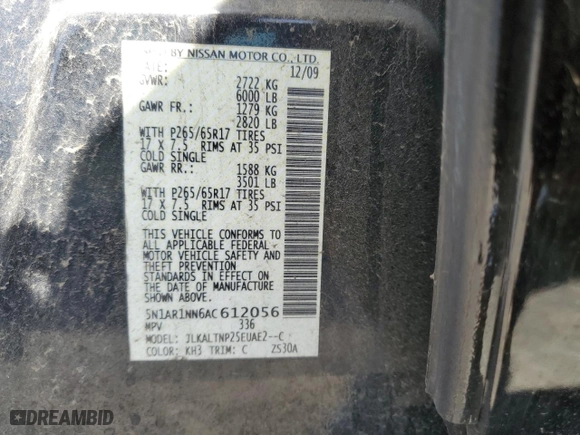 MFD BY NISSAN MOTOR CO.,LTD.
DATE: 12/09
GVWR: 2722 KG
6000 LB
GAWR FR.: 1279 KG
2820 LB
WITH P265/65R17 TIRES
17 X 7.5 RIMS AT 35 PSI
COLD SINGLE
GAWR RR.: 1588 KG
3501 LB
WITH P265/65R17 TIRES
17 X 7.5 RIMS AT 35 PSI
COLD SINGLE
THIS VEHICLE CONFORMS TO
ALL APPLICABLE FEDERAL
MOTOR VEHICLE SAFETY AND
THEFT PREVENTION
STANDARDS IN EFFECT ON
THE DATE OF MANUFACTURE
SHOWN ABOVE.
5N1AR1NN6AC612056
MPV 336
MODEL: JLKALTNP25EUAE2--C
COLOR: KH3 TRIM: C 2S30A
DREAMBID